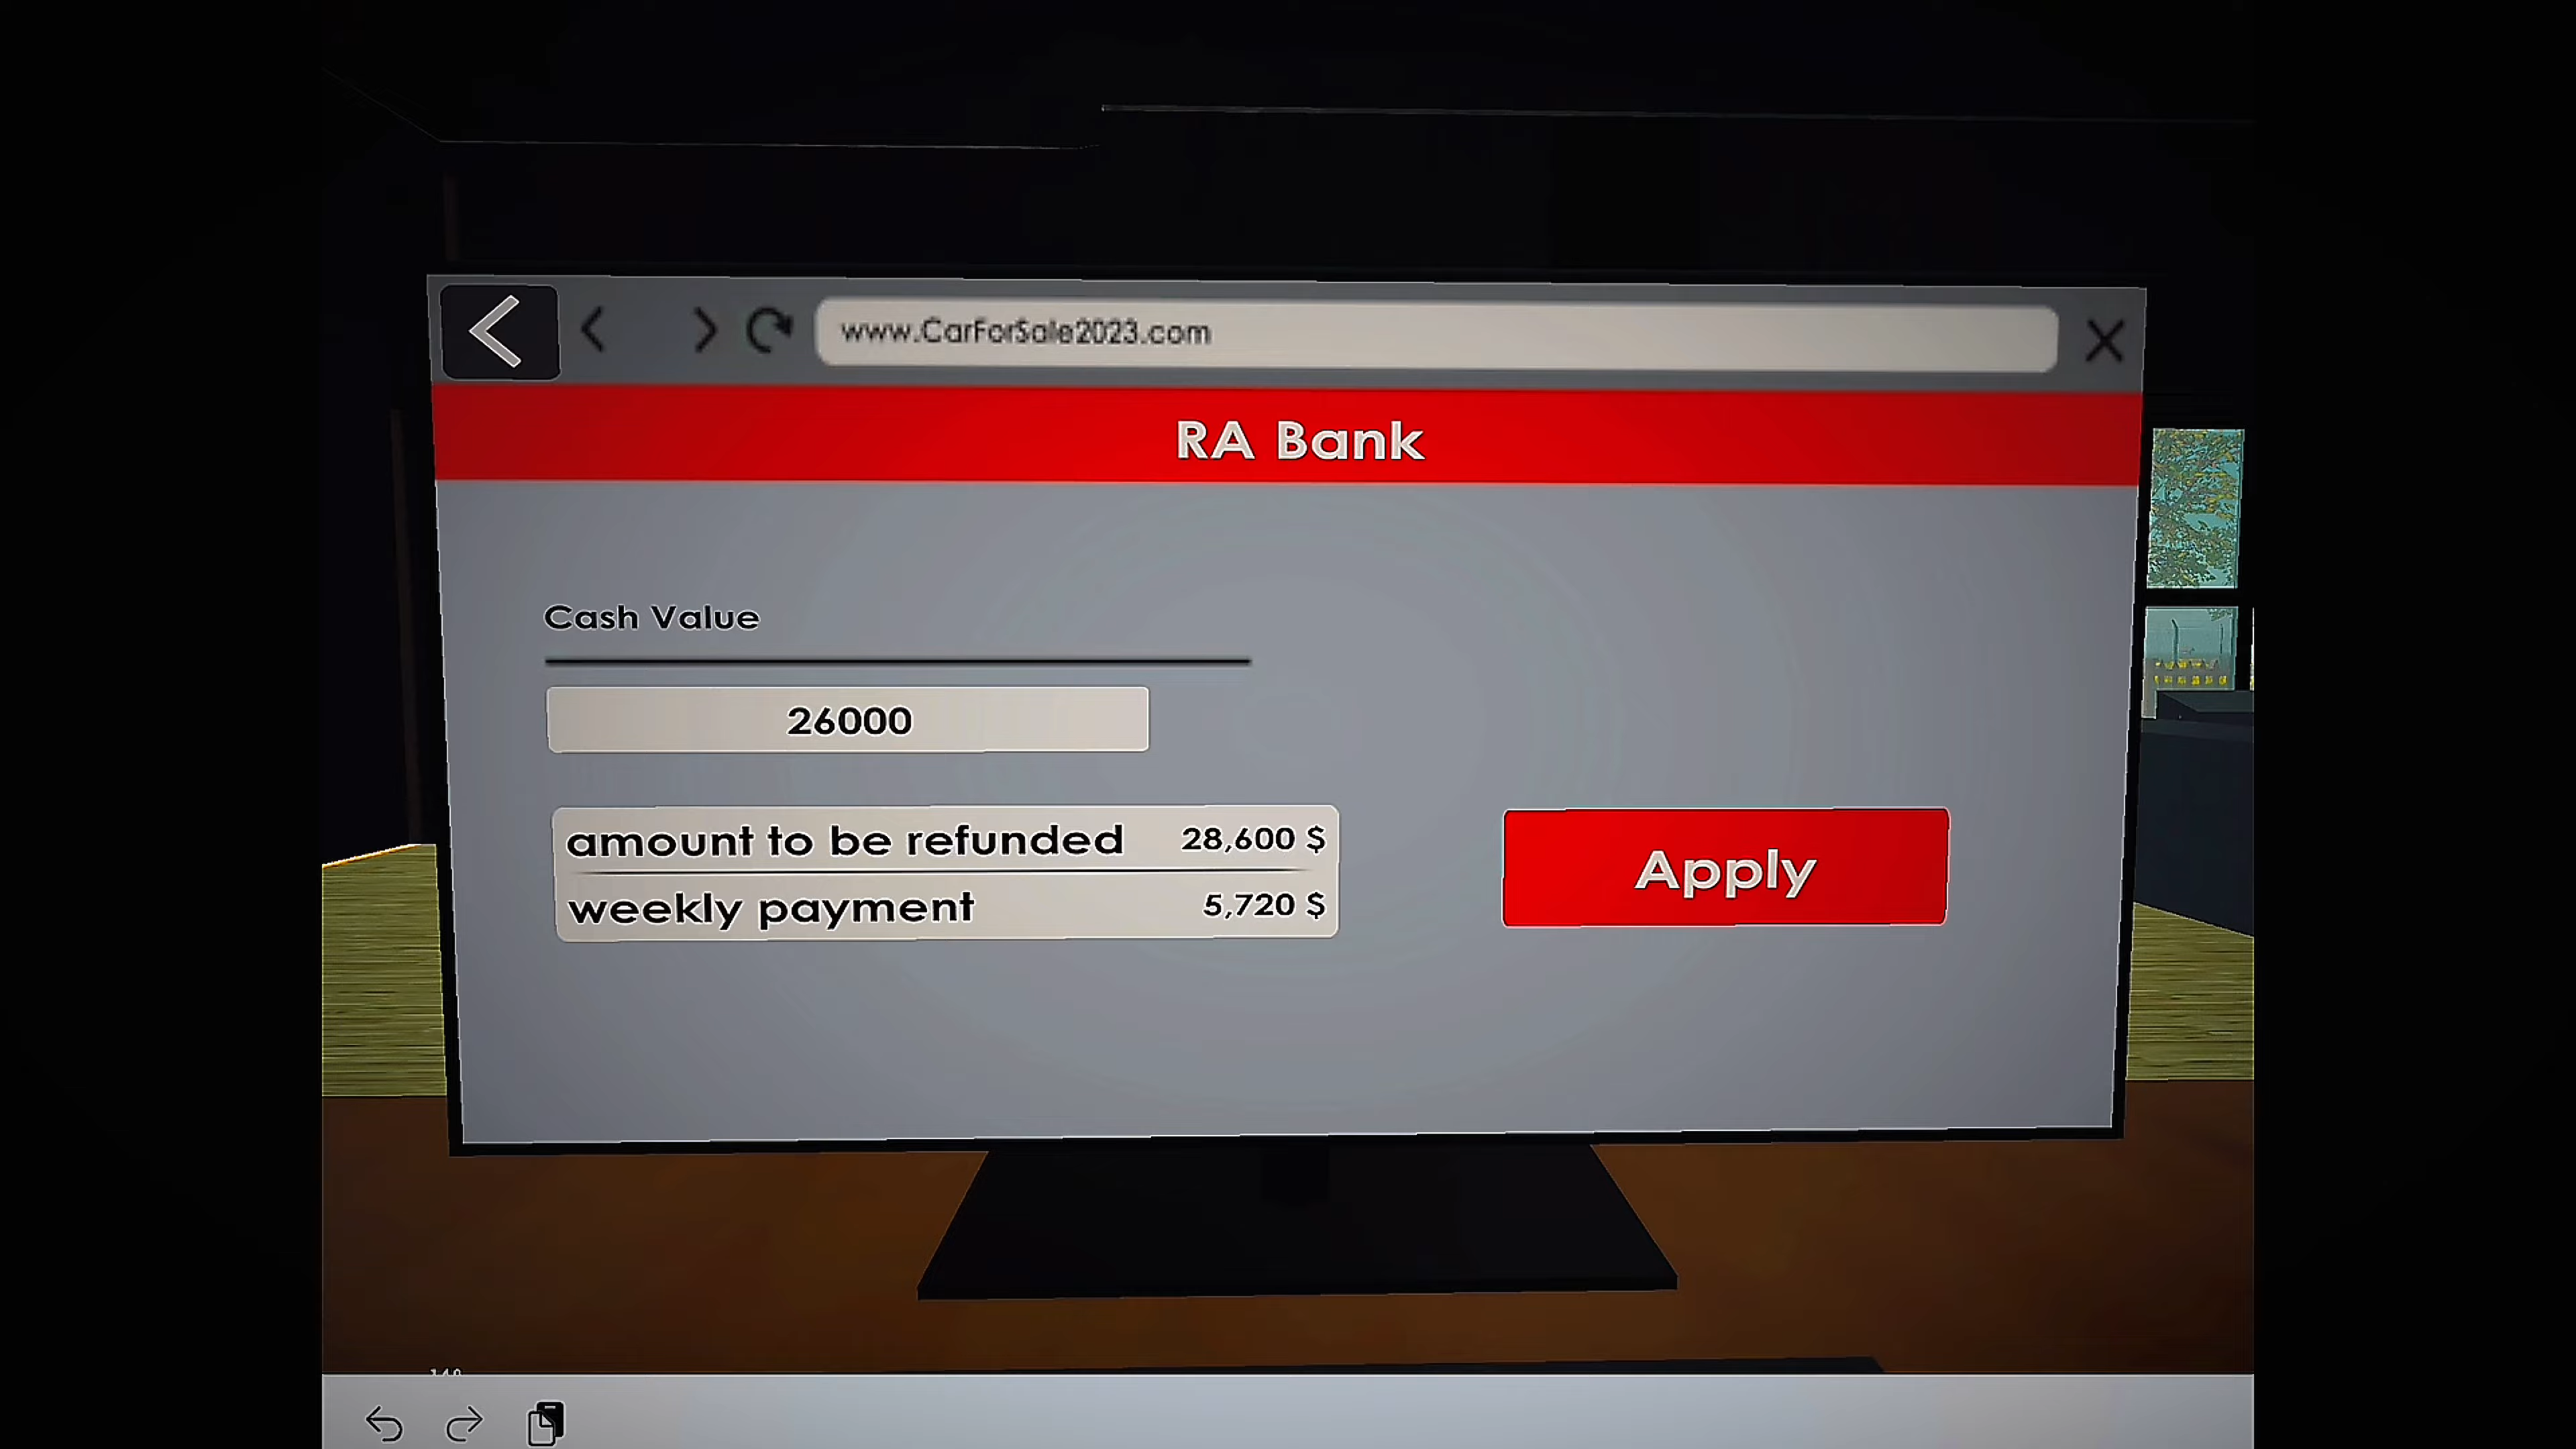 www.CarForSale2023.com
RA Bank
Cash Value
26000
amount to be refunded 28,600 $
weekly payment 5,720 $
Apply